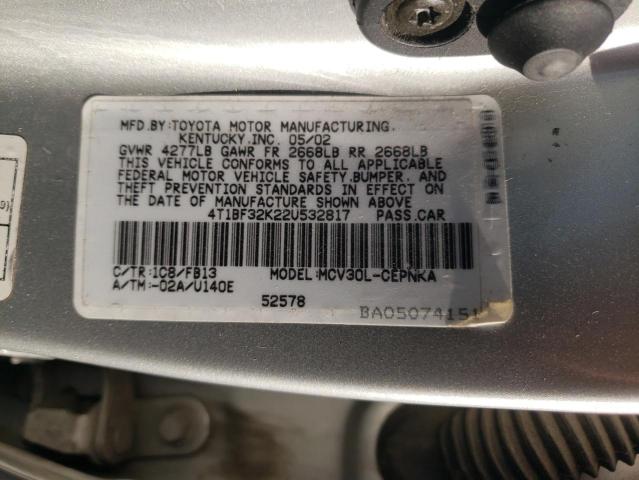 MFD.BY:TOYOTA MOTOR MANUFACTURING,
KENTUCKY,INC. 05/02
GVWR 4277LB GAWR FR 2668LB RR 2668LB
THIS VEHICLE CONFORMS TO ALL APPLICABLE
FEDERAL MOTOR VEHICLE SAFETY,BUMPER, AND
THEFT PREVENTION STANDARDS IN EFFECT ON
THE DATE OF MANUFACTURE SHOWN ABOVE
4T1BF32K22U532817 PASS.CAR
C/TR:1C8/FB13 MODEL:MCV30L-CEPNKA
A/TM:-02A/U140E
52578
BA05074151